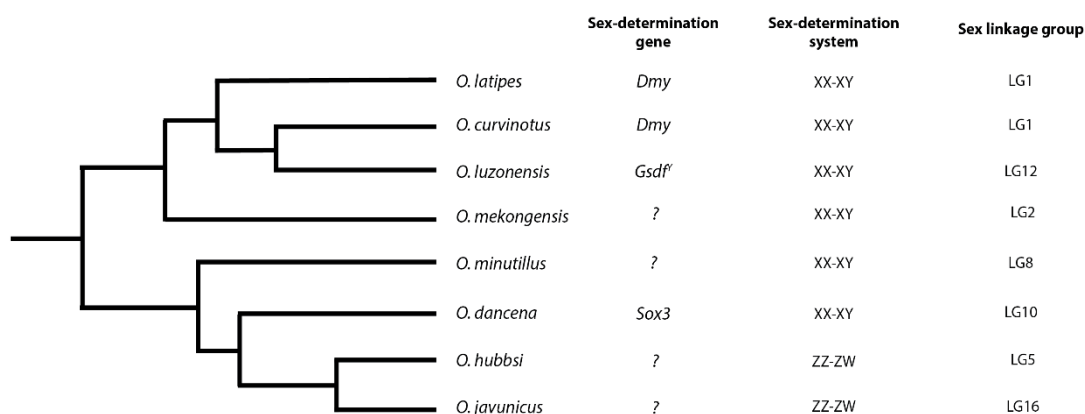 Sex-determination gene Sex-determination system Sex linkage group
O. latipes Dmy XX-XY LG1
O. curvinotus Dmy XX-XY LG1
O. luzonensis Gsdfʸ XX-XY LG12
O. mekongensis ? XX-XY LG2
O. minutillus ? XX-XY LG8
O. dancena Sox3 XX-XY LG10
O. hubbsi ? ZZ-ZW LG5
O. javunicus ? ZZ-ZW LG16